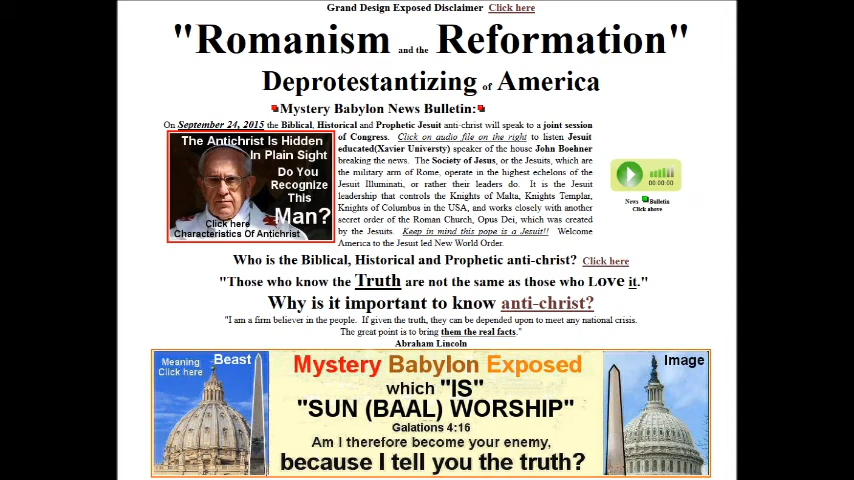 Grand Design Exposed Disclaimer Click here
"Romanism and the Reformation"
Deprotestantizing of America
Mystery Babylon News Bulletin:
On September 24, 2015 the Biblical, Historical and Prophetic Jesuit anti-christ will speak to a joint session
of Congress. Click on audio file on the right to listen Jesuit
educated(Xavier Universty) speaker of the house John Boehner
breaking the news. The Society of Jesus, or the Jesuits, which are
the military arm of Rome, operate in the highest echelons of the
Jesuit Illuminati, or rather their leaders do. It is the Jesuit
leadership that controls the Knights of Malta, Knights Templar,
Knights of Columbus in the USA, and works closely with another
secret order of the Roman Church, Opus Dei, which was created
by the Jesuits. Keep in mind this pope is a Jesuit!! Welcome
America to the Jesuit led New World Order.
The Antichrist Is Hidden
In Plain Sight
Do You
Recognize
This
Man?
Click here
Characteristics Of Antichrist
00:00:00
News Bulletin
Click above
Who is the Biblical, Historical and Prophetic anti-christ? Click here
"Those who know the Truth are not the same as those who Love it."
Why is it important to know anti-christ?
"I am a firm believer in the people. If given the truth, they can be depended upon to meet any national crisis.
The great point is to bring them the real facts."
Abraham Lincoln
Meaning
Click here
Beast
Mystery Babylon Exposed
which "IS"
"SUN (BAAL) WORSHIP"
Galations 4:16
Am I therefore become your enemy,
because I tell you the truth?
Image